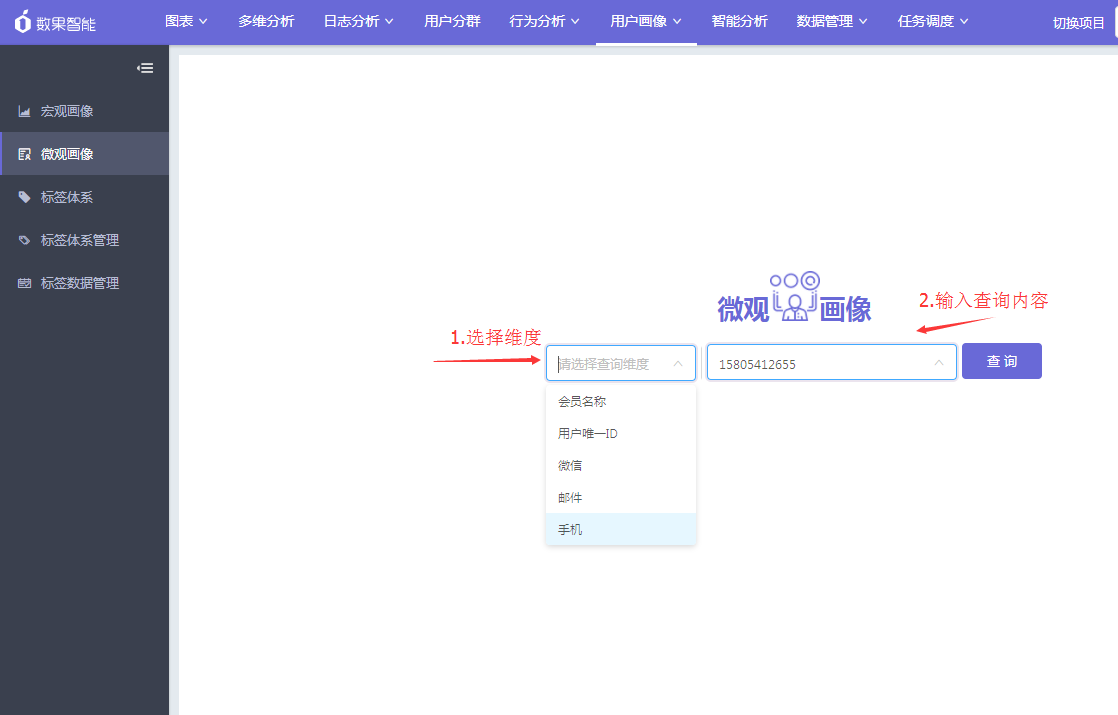 数果智能
图表
多维分析
日志分析
用户分群
行为分析
用户画像
智能分析
数据管理
任务调度
切换项目
宏观画像
微观画像
标签体系
标签体系管理
标签数据管理
微观画像
1.选择维度
2.输入查询内容
请选择查询维度
15805412655
查询
会员名称
用户唯一ID
微信
邮件
手机